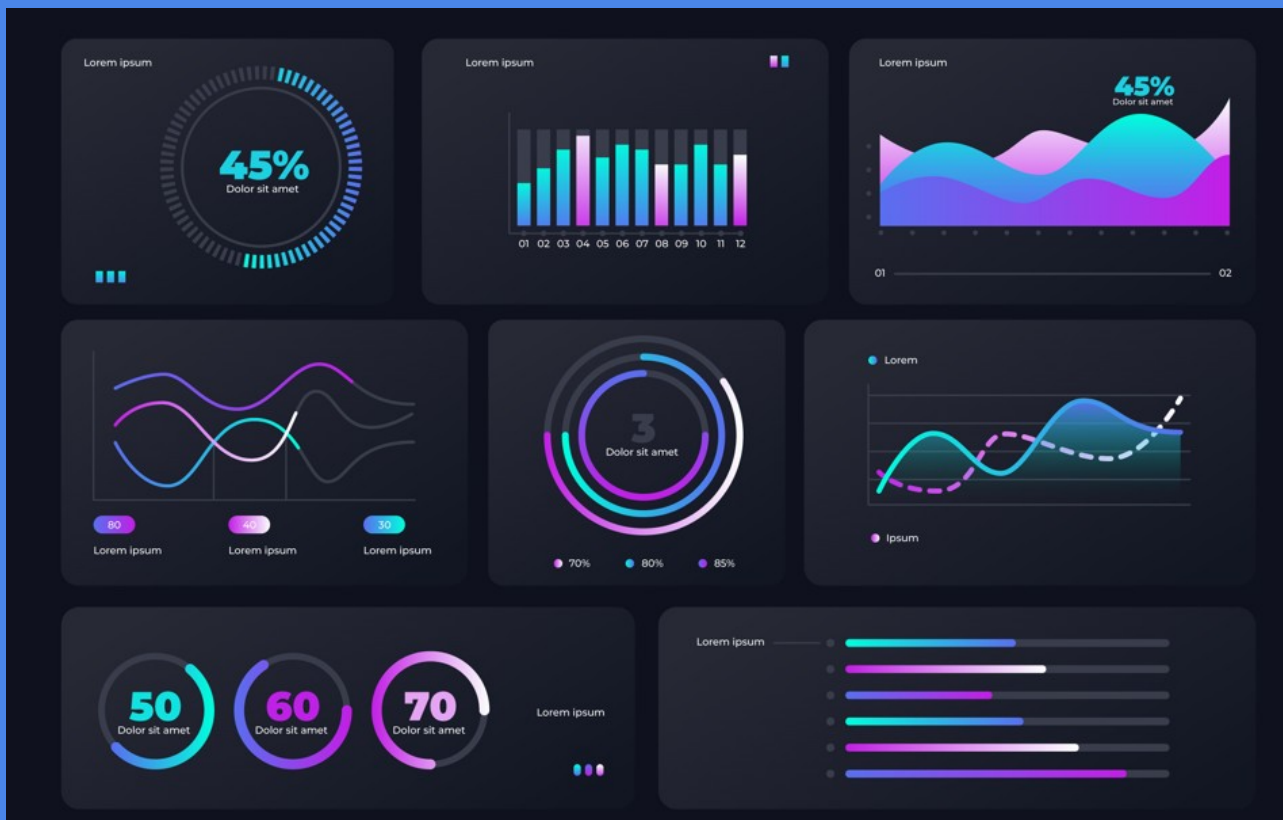 Lorem ipsum
45%
Dolor sit amet
Lorem ipsum
01 02 03 04 05 06 07 08 09 10 11 12
Lorem ipsum
45%
Dolor sit amet
01 02
80 40 30
Lorem ipsum Lorem ipsum Lorem ipsum
3
Dolor sit amet
70% 80% 85%
Lorem
Ipsum
50 60 70
Dolor sit amet Dolor sit amet Dolor sit amet
Lorem ipsum
Lorem ipsum